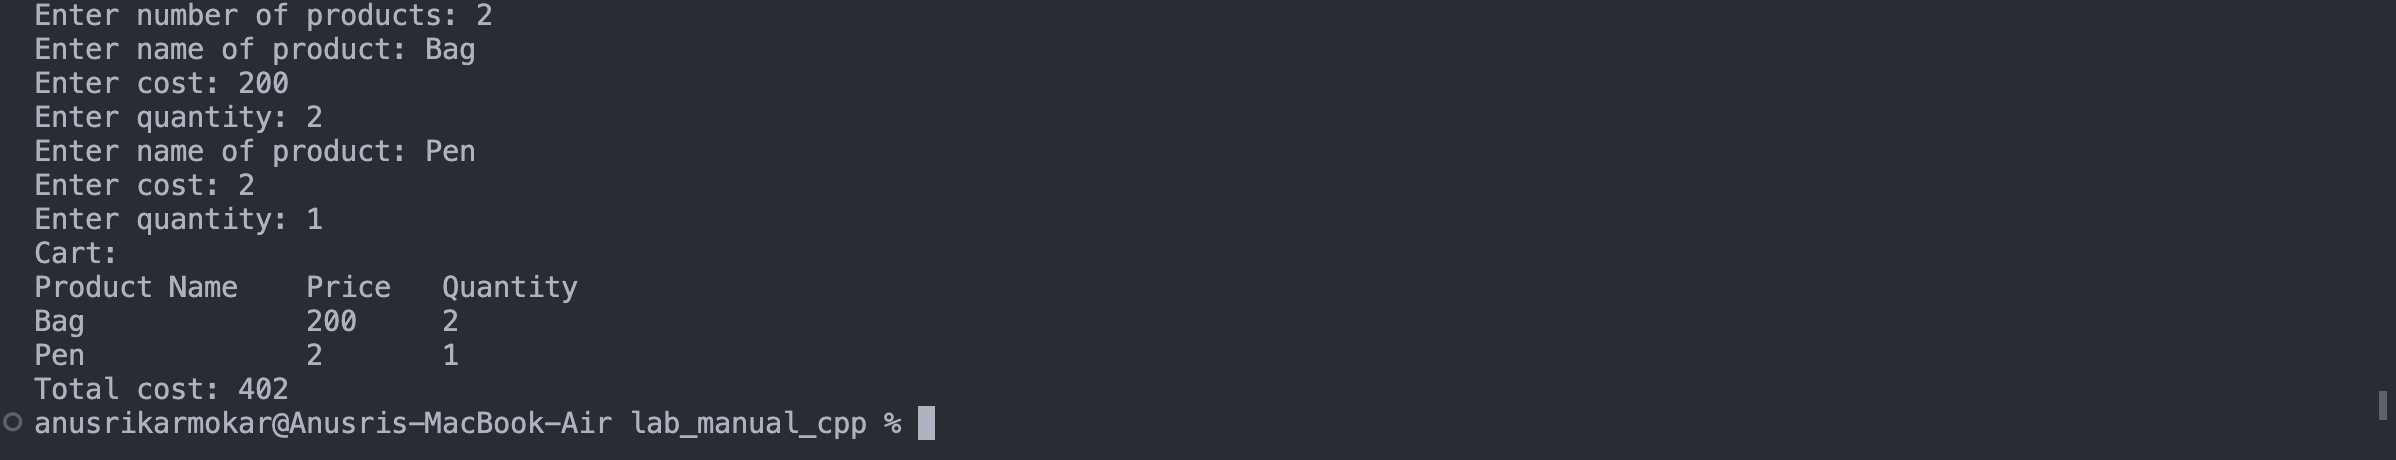 Enter number of products: 2
Enter name of product: Bag
Enter cost: 200
Enter quantity: 2
Enter name of product: Pen
Enter cost: 2
Enter quantity: 1
Cart:
Product Name    Price   Quantity
Bag             200     2
Pen             2       1
Total cost: 402
anusrikarmokar@Anusris-MacBook-Air lab_manual_cpp %